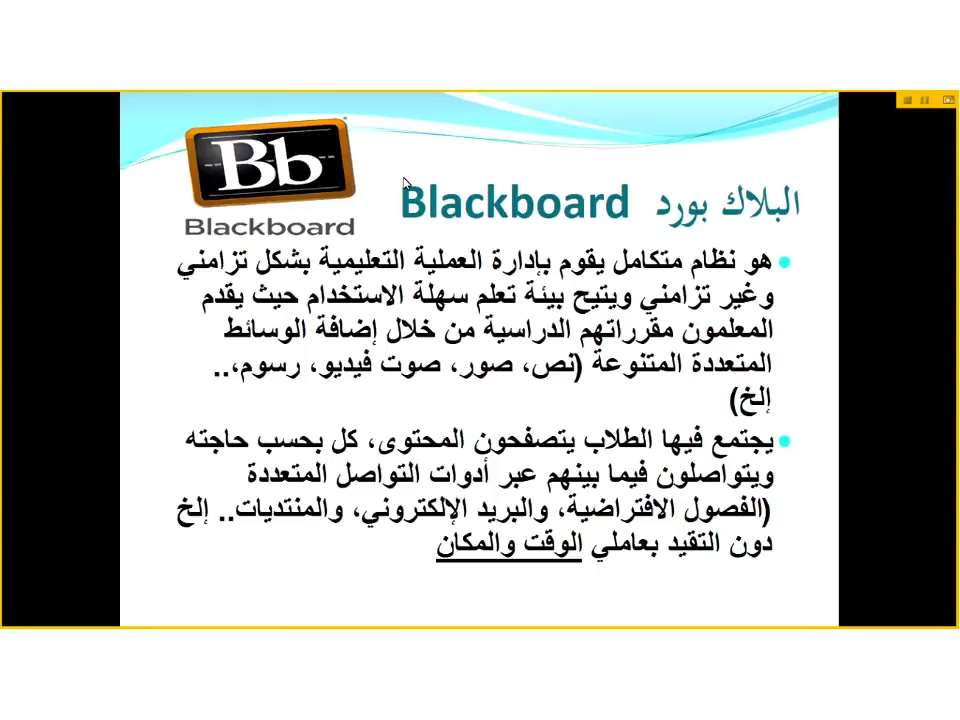 Bb
Blackboard
البلاك بورد Blackboard
هو نظام متكامل يقوم بإدارة العملية التعليمية بشكل تزامني
وغير تزامني ويتيح بيئة تعلم سهلة الاستخدام حيث يقدم
المعلمون مقرراتهم الدراسية من خلال إضافة الوسائط
المتعددة المتنوعة (نص، صور، صوت فيديو، رسوم،..
إلخ)
يجتمع فيها الطلاب يتصفحون المحتوى، كل بحسب حاجته
ويتواصلون فيما بينهم عبر أدوات التواصل المتعددة
(الفصول الافتراضية، والبريد الإلكتروني، والمنتديات.. إلخ
دون التقيد بعاملي الوقت والمكان